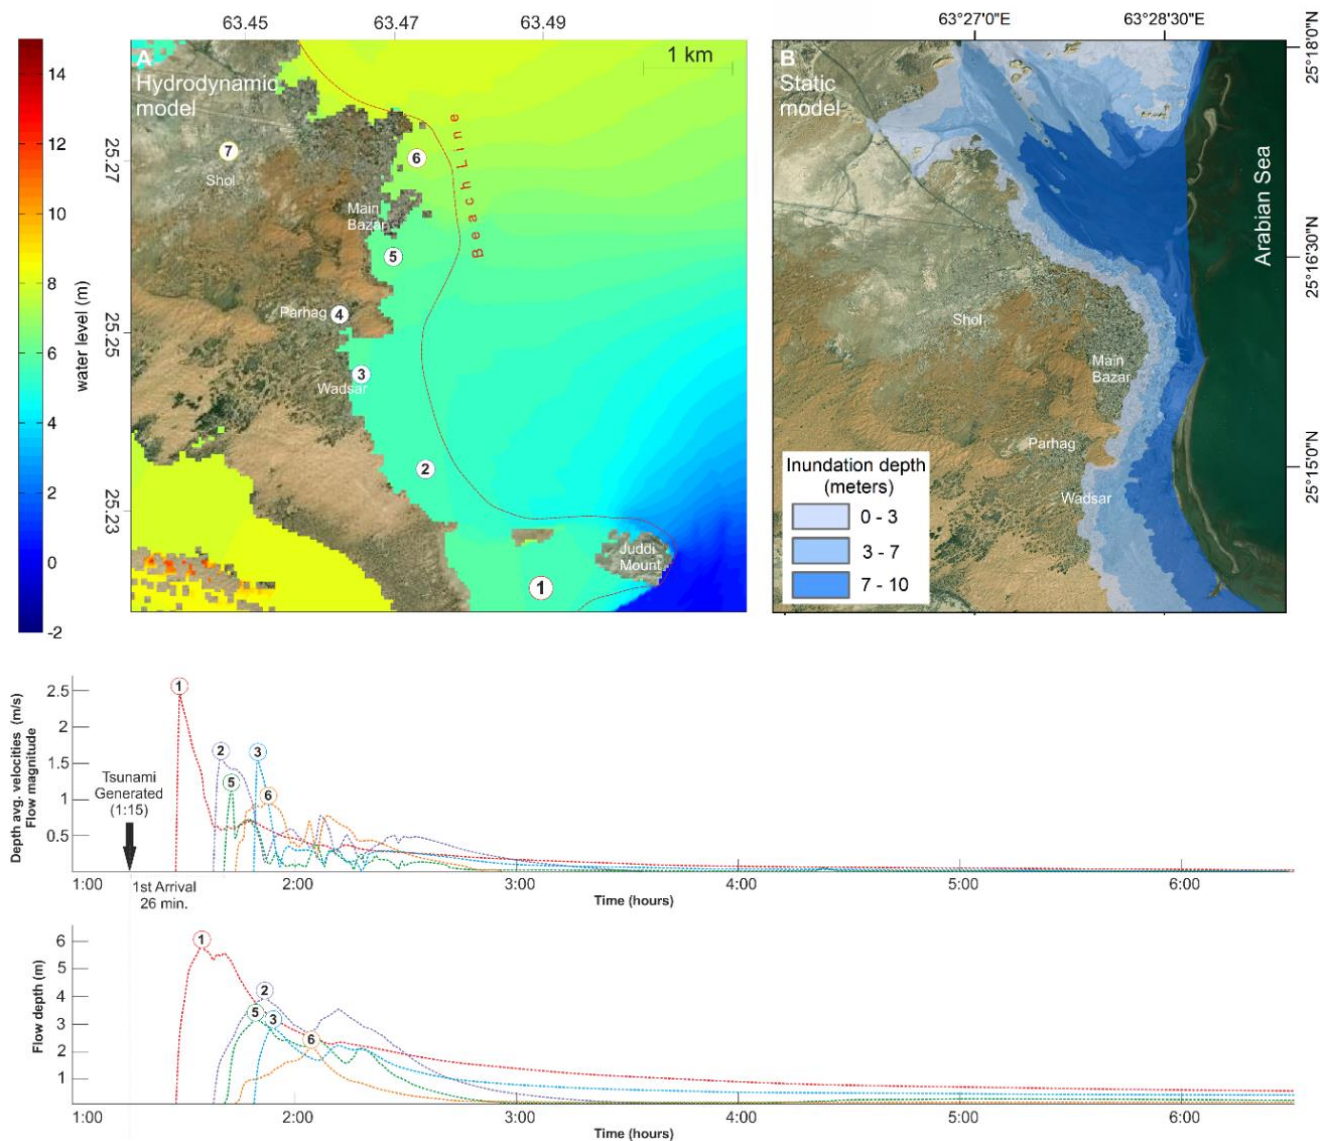 63.45
63.47
63.49
63°27'0"E
63°28'30"E
14
12
10
8
6
4
2
0
-2
water level (m)
A
Hydrodynamic
model
1 km
25.27
25.25
25.23
7
Shol
6
Main
Bazar
5
Parhag
4
3
Wadsar
2
1
Juddi
Mount
Beach Line
B
Static
model
Arabian Sea
Shol
Main
Bazar
Parhag
Wadsar
Inundation depth
(meters)
0 - 3
3 - 7
7 - 10
25°18'0"N
25°16'30"N
25°15'0"N
Depth avg. velocities (m/s)
Flow magnitude
2.5
2
1.5
1
0.5
Tsunami
Generated
(1:15)
1
2
3
5
6
1:00
2:00
3:00
4:00
5:00
6:00
1st Arrival
26 min.
Time (hours)
Flow depth (m)
6
5
4
3
2
1
1
2
5
3
6
1:00
2:00
3:00
4:00
5:00
6:00
Time (hours)